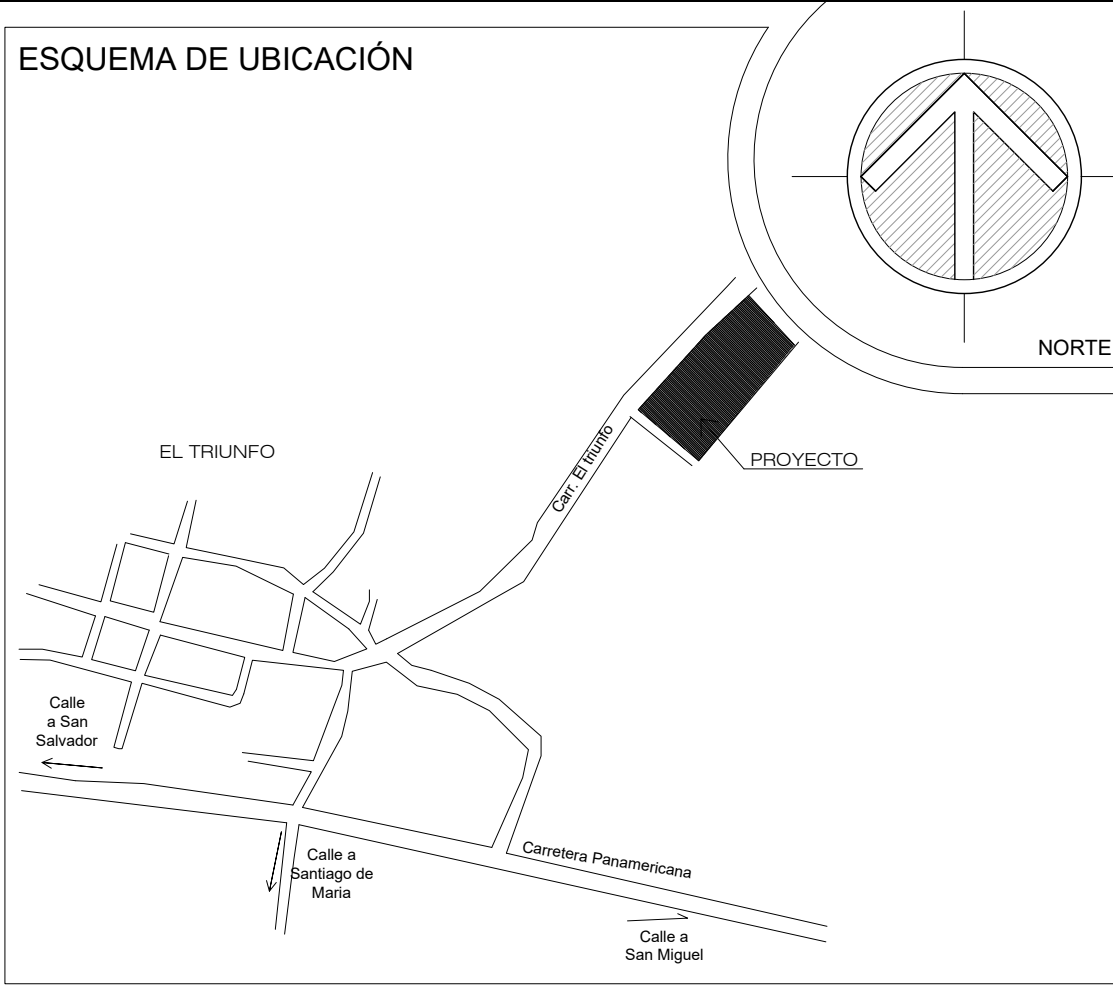 ESQUEMA DE UBICACIÓN
NORTE
EL TRIUNFO
Carr. El triunfo
PROYECTO
Calle
a San
Salvador
Calle a
Santiago de
Maria
Carretera Panamericana
Calle a
San Miguel